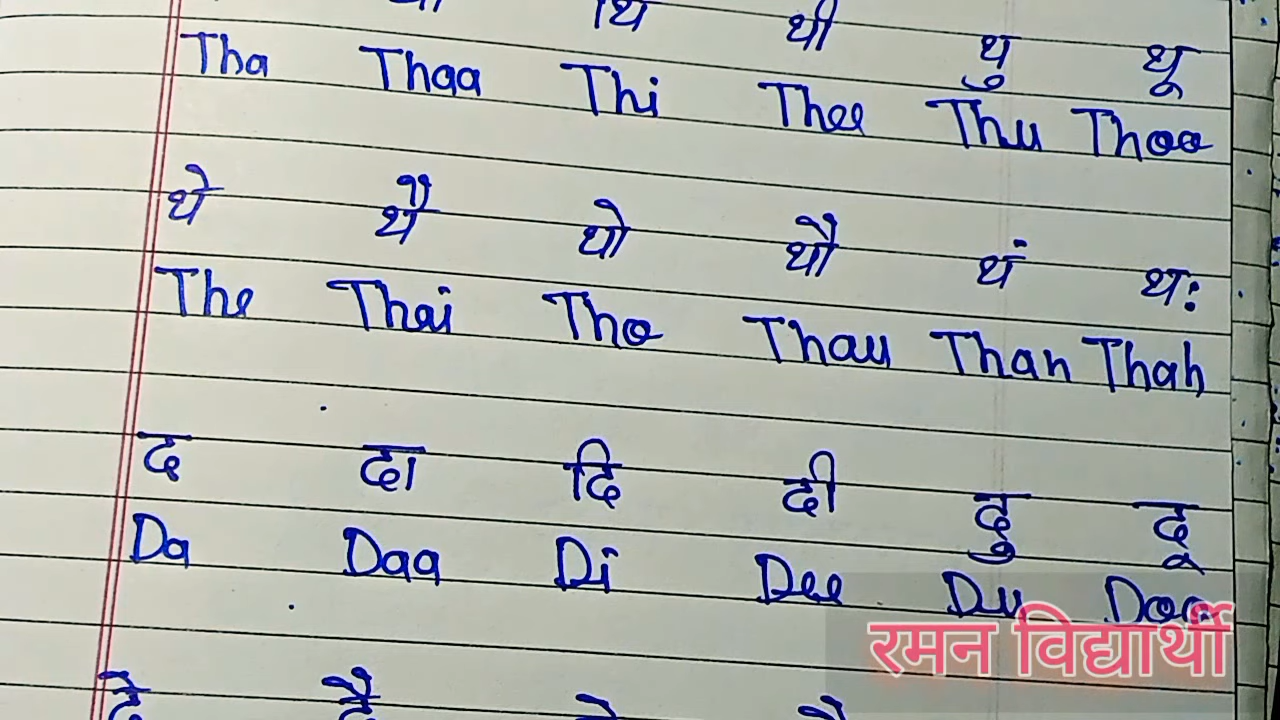 थि थी थु थू
Tha Thaa Thi Thee Thu Thoo
थे थै थो थौ थं थः
The Thai Tho Thau Than Thah
द दा दि दी दु दू
Da Daa Di Dee Du Doo
रमन विद्यार्थी
दे दै